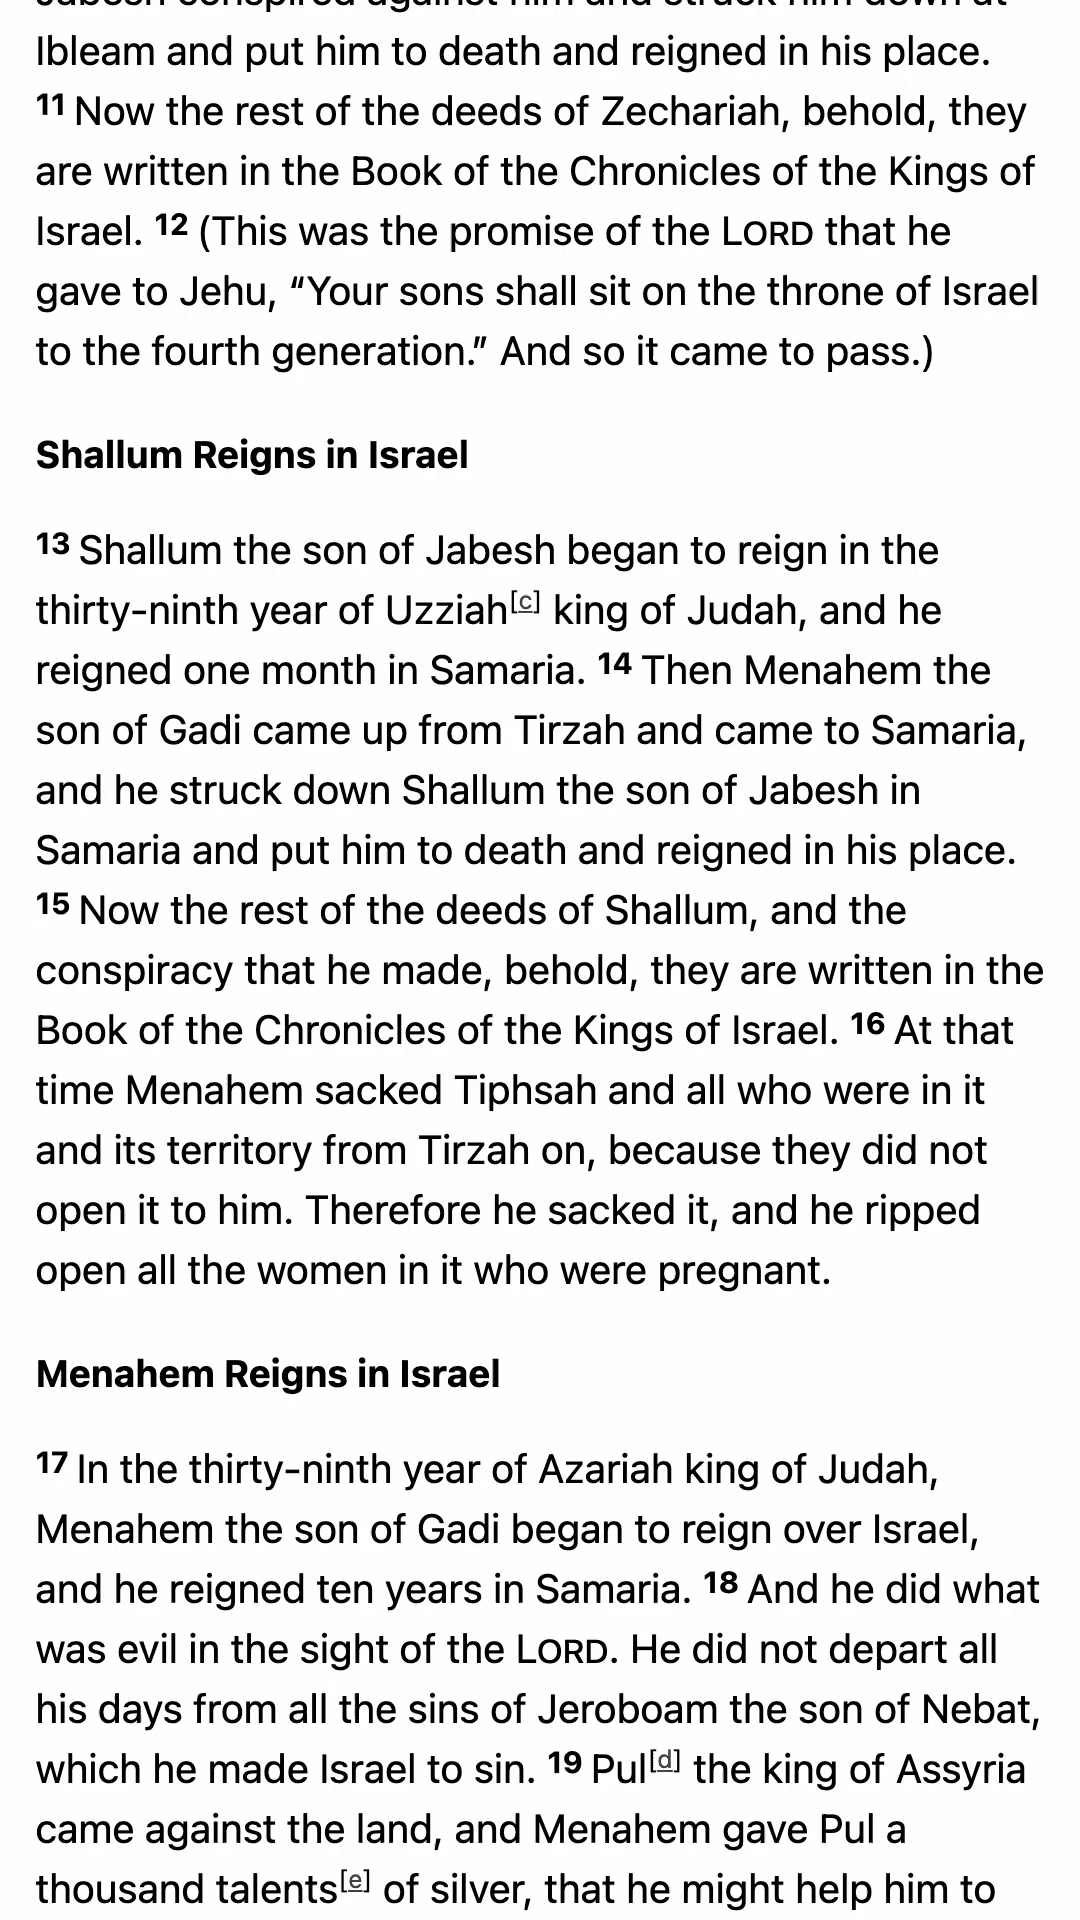 Jabesh conspired against him and struck him down at
Ibleam and put him to death and reigned in his place.
11 Now the rest of the deeds of Zechariah, behold, they
are written in the Book of the Chronicles of the Kings of
Israel. 12 (This was the promise of the LORD that he
gave to Jehu, “Your sons shall sit on the throne of Israel
to the fourth generation.” And so it came to pass.)
Shallum Reigns in Israel
13 Shallum the son of Jabesh began to reign in the
thirty-ninth year of Uzziah[c] king of Judah, and he
reigned one month in Samaria. 14 Then Menahem the
son of Gadi came up from Tirzah and came to Samaria,
and he struck down Shallum the son of Jabesh in
Samaria and put him to death and reigned in his place.
15 Now the rest of the deeds of Shallum, and the
conspiracy that he made, behold, they are written in the
Book of the Chronicles of the Kings of Israel. 16 At that
time Menahem sacked Tiphsah and all who were in it
and its territory from Tirzah on, because they did not
open it to him. Therefore he sacked it, and he ripped
open all the women in it who were pregnant.
Menahem Reigns in Israel
17 In the thirty-ninth year of Azariah king of Judah,
Menahem the son of Gadi began to reign over Israel,
and he reigned ten years in Samaria. 18 And he did what
was evil in the sight of the LORD. He did not depart all
his days from all the sins of Jeroboam the son of Nebat,
which he made Israel to sin. 19 Pul[d] the king of Assyria
came against the land, and Menahem gave Pul a
thousand talents[e] of silver, that he might help him to